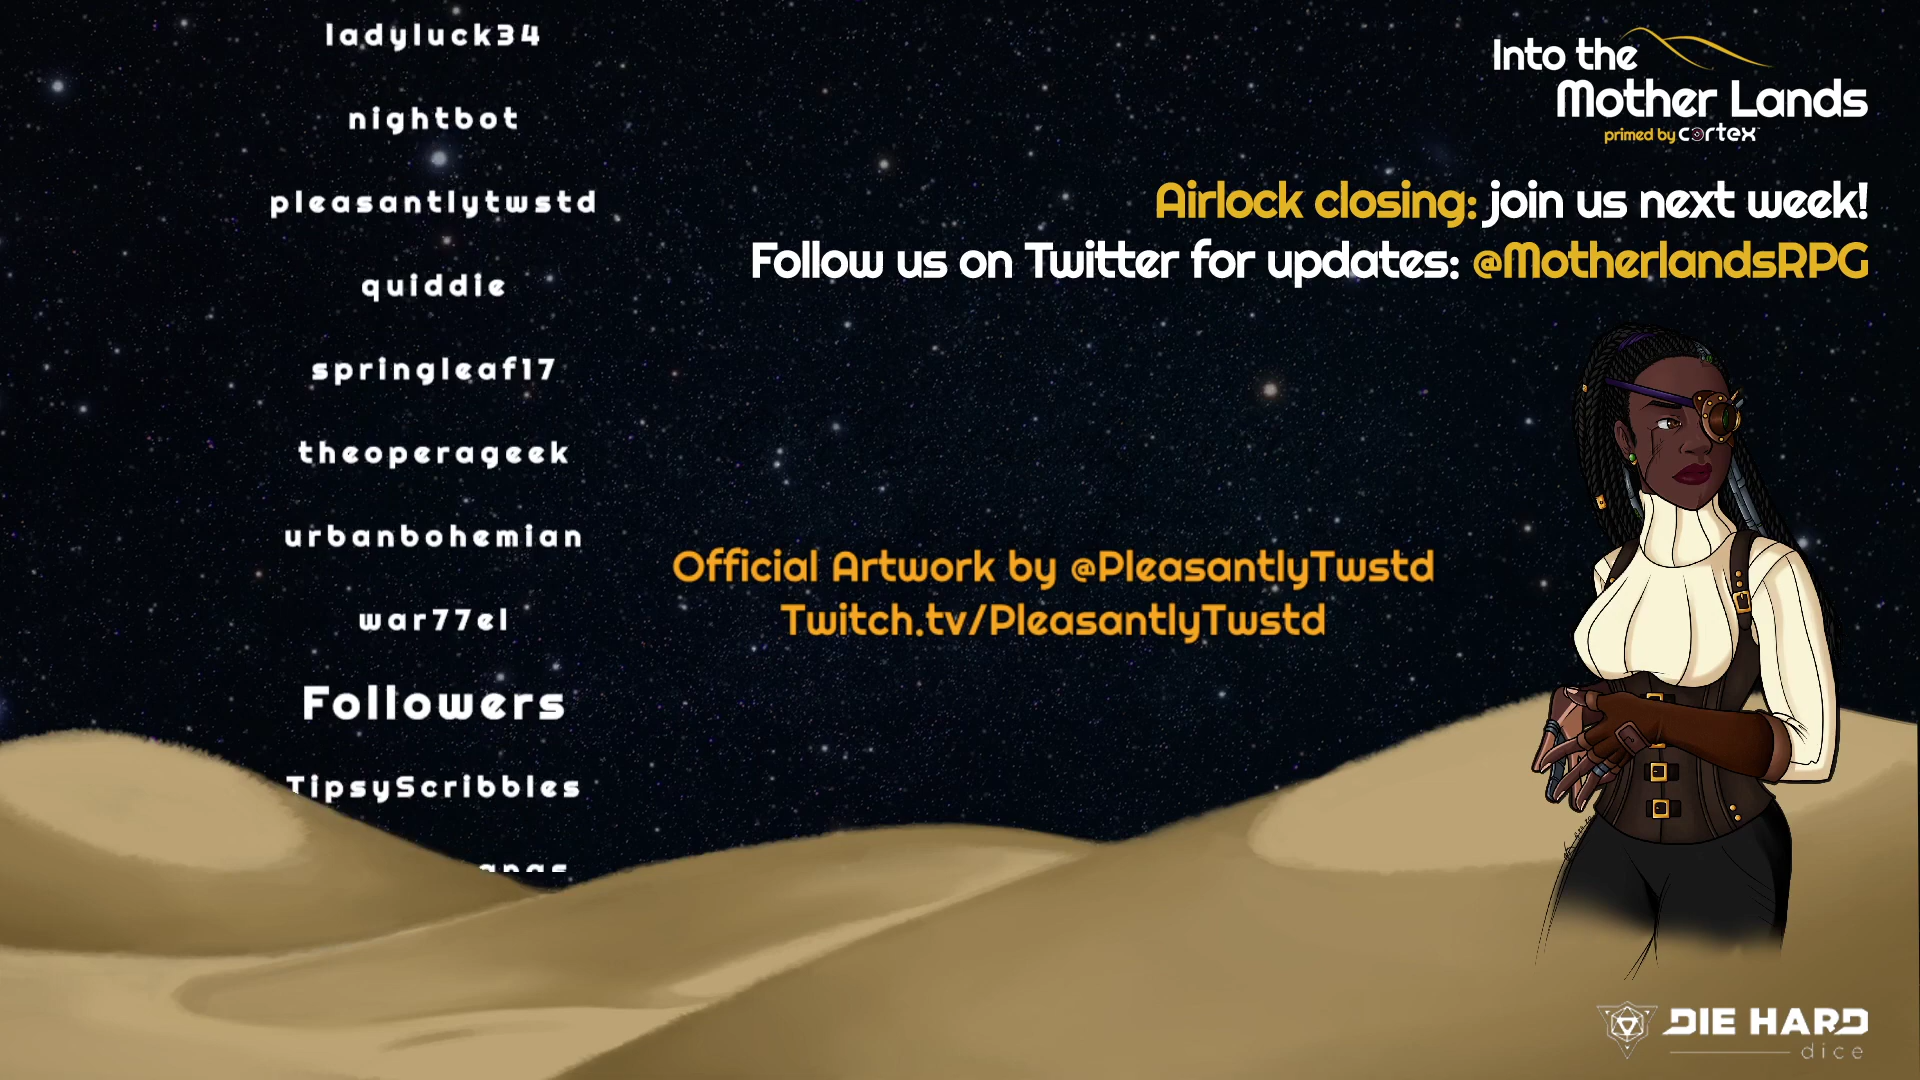 ladyluck34
nightbot
pleasantlytwstd
quiddie
springleaf17
theoperageek
urbanbohemian
war77el
Followers
TipsyScribbles
Into the
Mother Lands
primed by cortex
Airlock closing: join us next week!
Follow us on Twitter for updates: @MotherlandsRPG
Official Artwork by @PleasantlyTwstd
Twitch.tv/PleasantlyTwstd
DIE HARD
dice